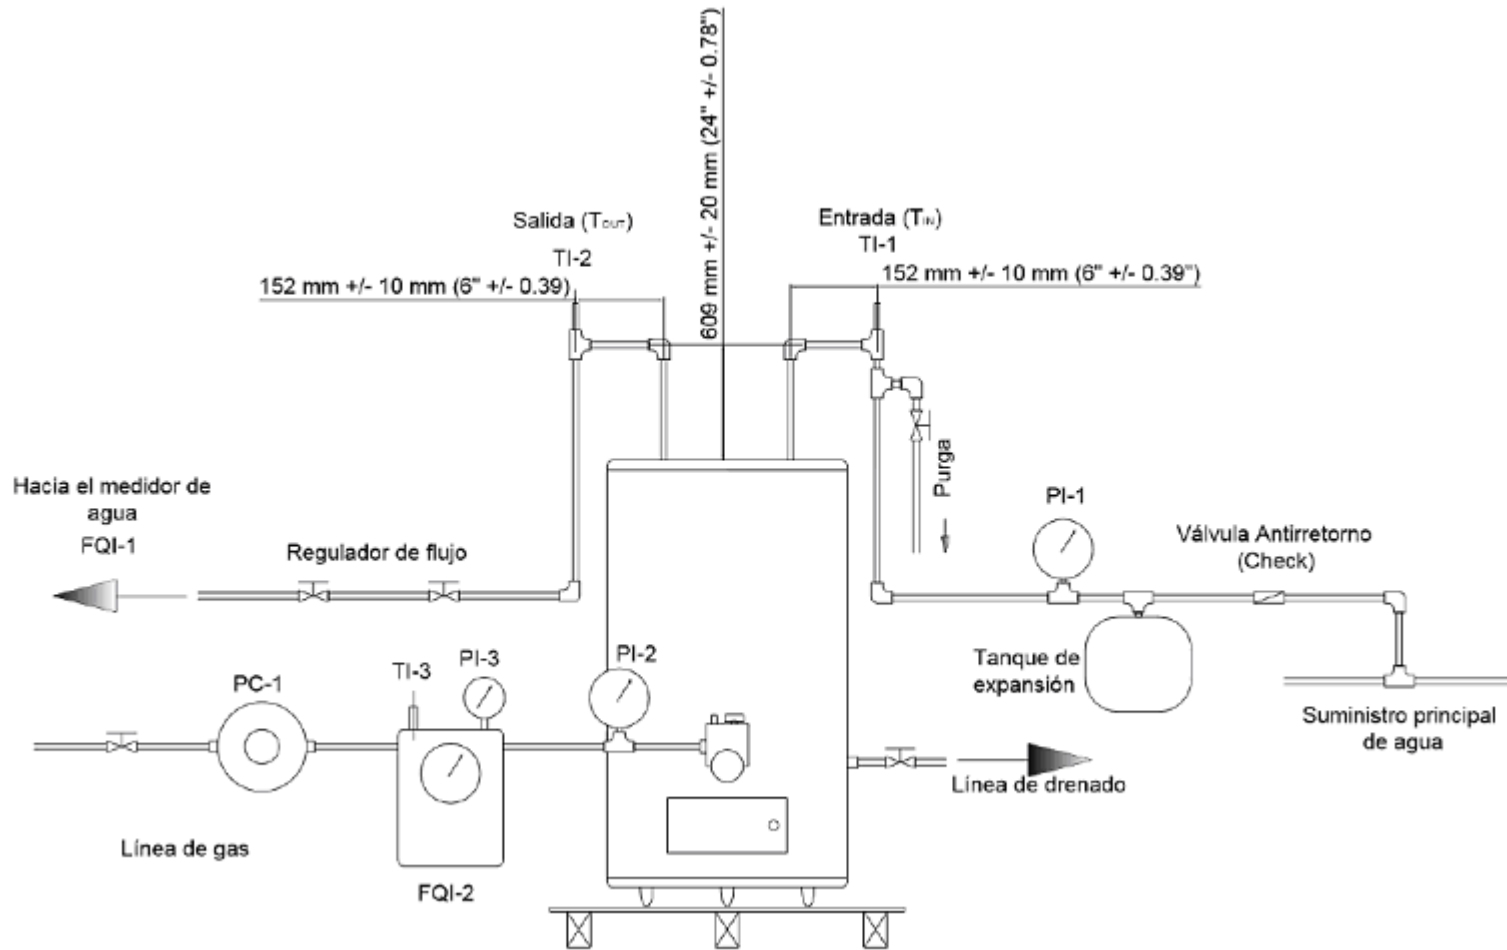 609 mm +/- 20 mm (24" +/- 0.78")
Salida (TOUT)
TI-2
152 mm +/- 10 mm (6" +/- 0.39)
Entrada (TIN)
TI-1
152 mm +/- 10 mm (6" +/- 0.39")
Purga
Hacia el medidor de
agua
FQI-1
Regulador de flujo
PI-1
Válvula Antirretorno
(Check)
Tanque de
expansión
Suministro principal
de agua
PC-1
TI-3
PI-3
PI-2
Línea de drenado
Línea de gas
FQI-2